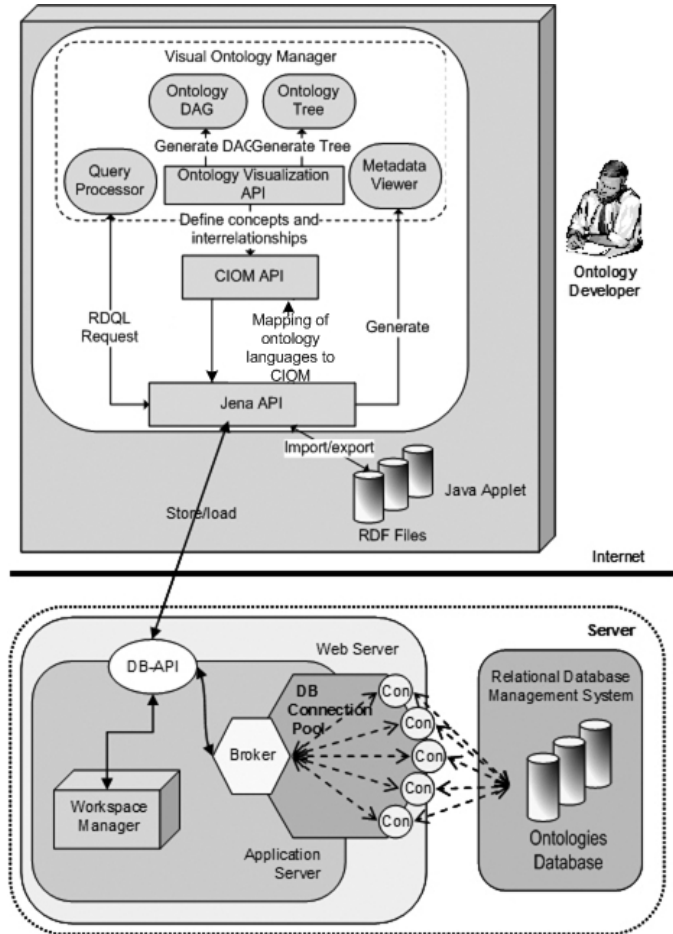 Visual Ontology Manager
Ontology
DAG
Ontology
Tree
Generate DAG
Generate Tree
Query
Processor
Ontology Visualization
API
Metadata
Viewer
Define concepts and
interrelationships
CIOM API
RDQL
Request
Mapping of
ontology
languages to
CIOM
Generate
Jena API
Import/export
Java Applet
RDF Files
Store/load
Ontology
Developer
Internet
Server
Web Server
DB-API
DB
Connection
Pool
Con
Con
Con
Con
Con
Broker
Workspace
Manager
Application
Server
Relational Database
Management System
Ontologies
Database